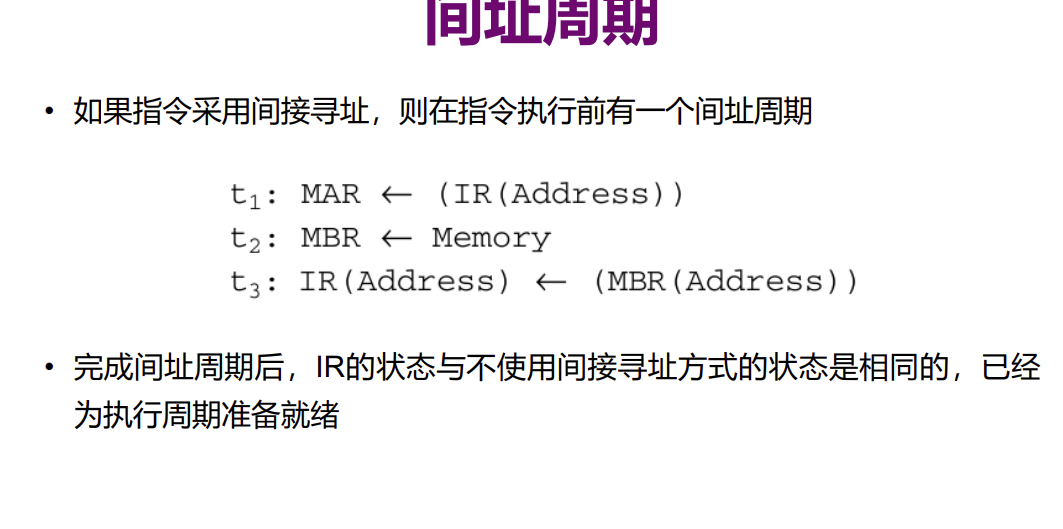 间址周期
• 如果指令采用间接寻址，则在指令执行前有一个间址周期
t₁: MAR ← (IR(Address))
t₂: MBR ← Memory
t₃: IR(Address) ← (MBR(Address))
• 完成间址周期后，IR的状态与不使用间接寻址方式的状态是相同的，已经
为执行周期准备就绪